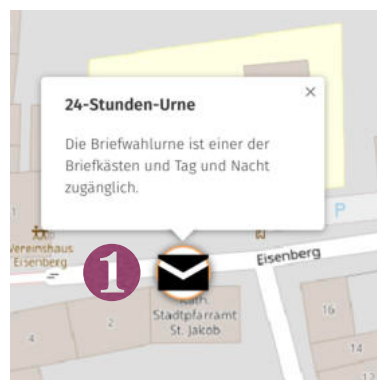 24-Stunden-Urne
Die Briefwahlurne ist einer der
Briefkästen und Tag und Nacht
zugänglich.
P
Vereinshaus
Eisenberg
Eisenberg
1
Kath.
Stadtpfarramt
St. Jakob
2
4
16
14
12